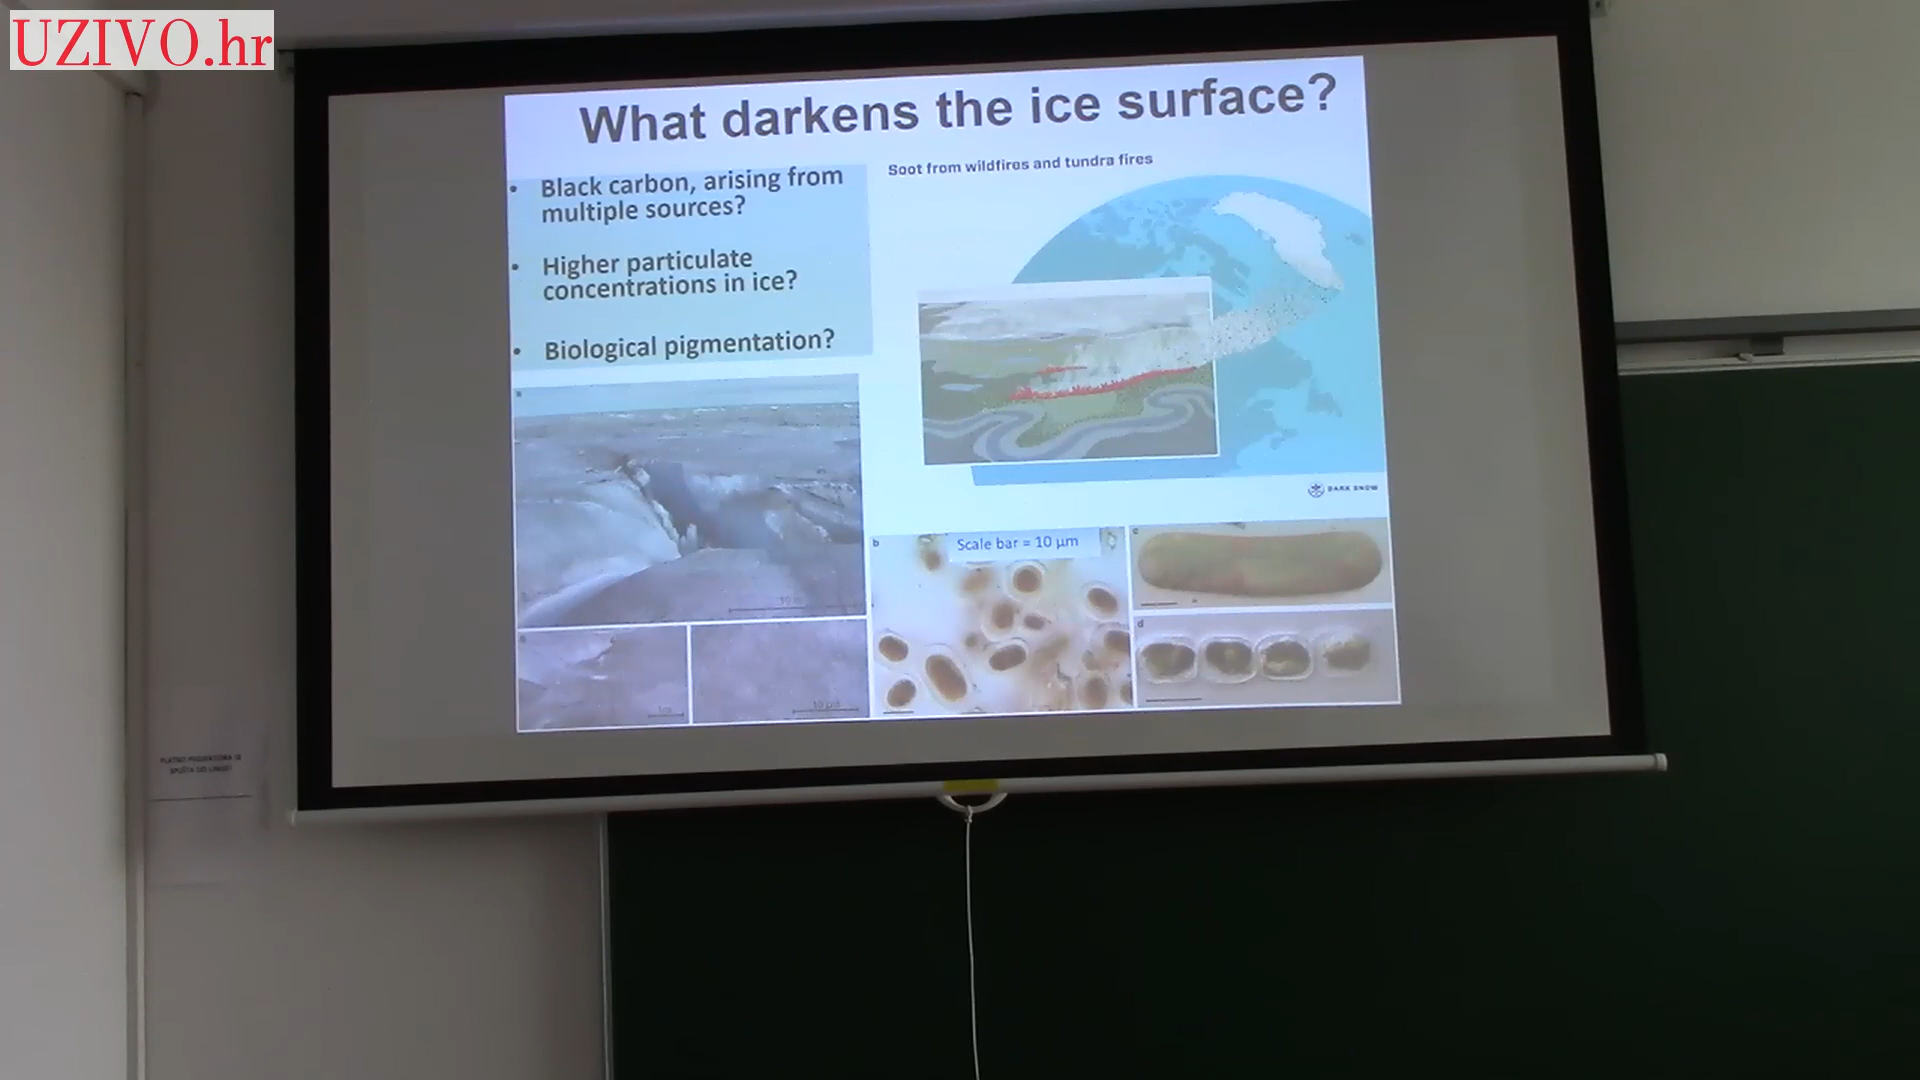 UZIVO.hr
What darkens the ice surface?
• Black carbon, arising from
multiple sources?
• Higher particulate
concentrations in ice?
• Biological pigmentation?
Soot from wildfires and tundra fires
DARK SNOW
a
b
Scale bar = 10 µm
c
d